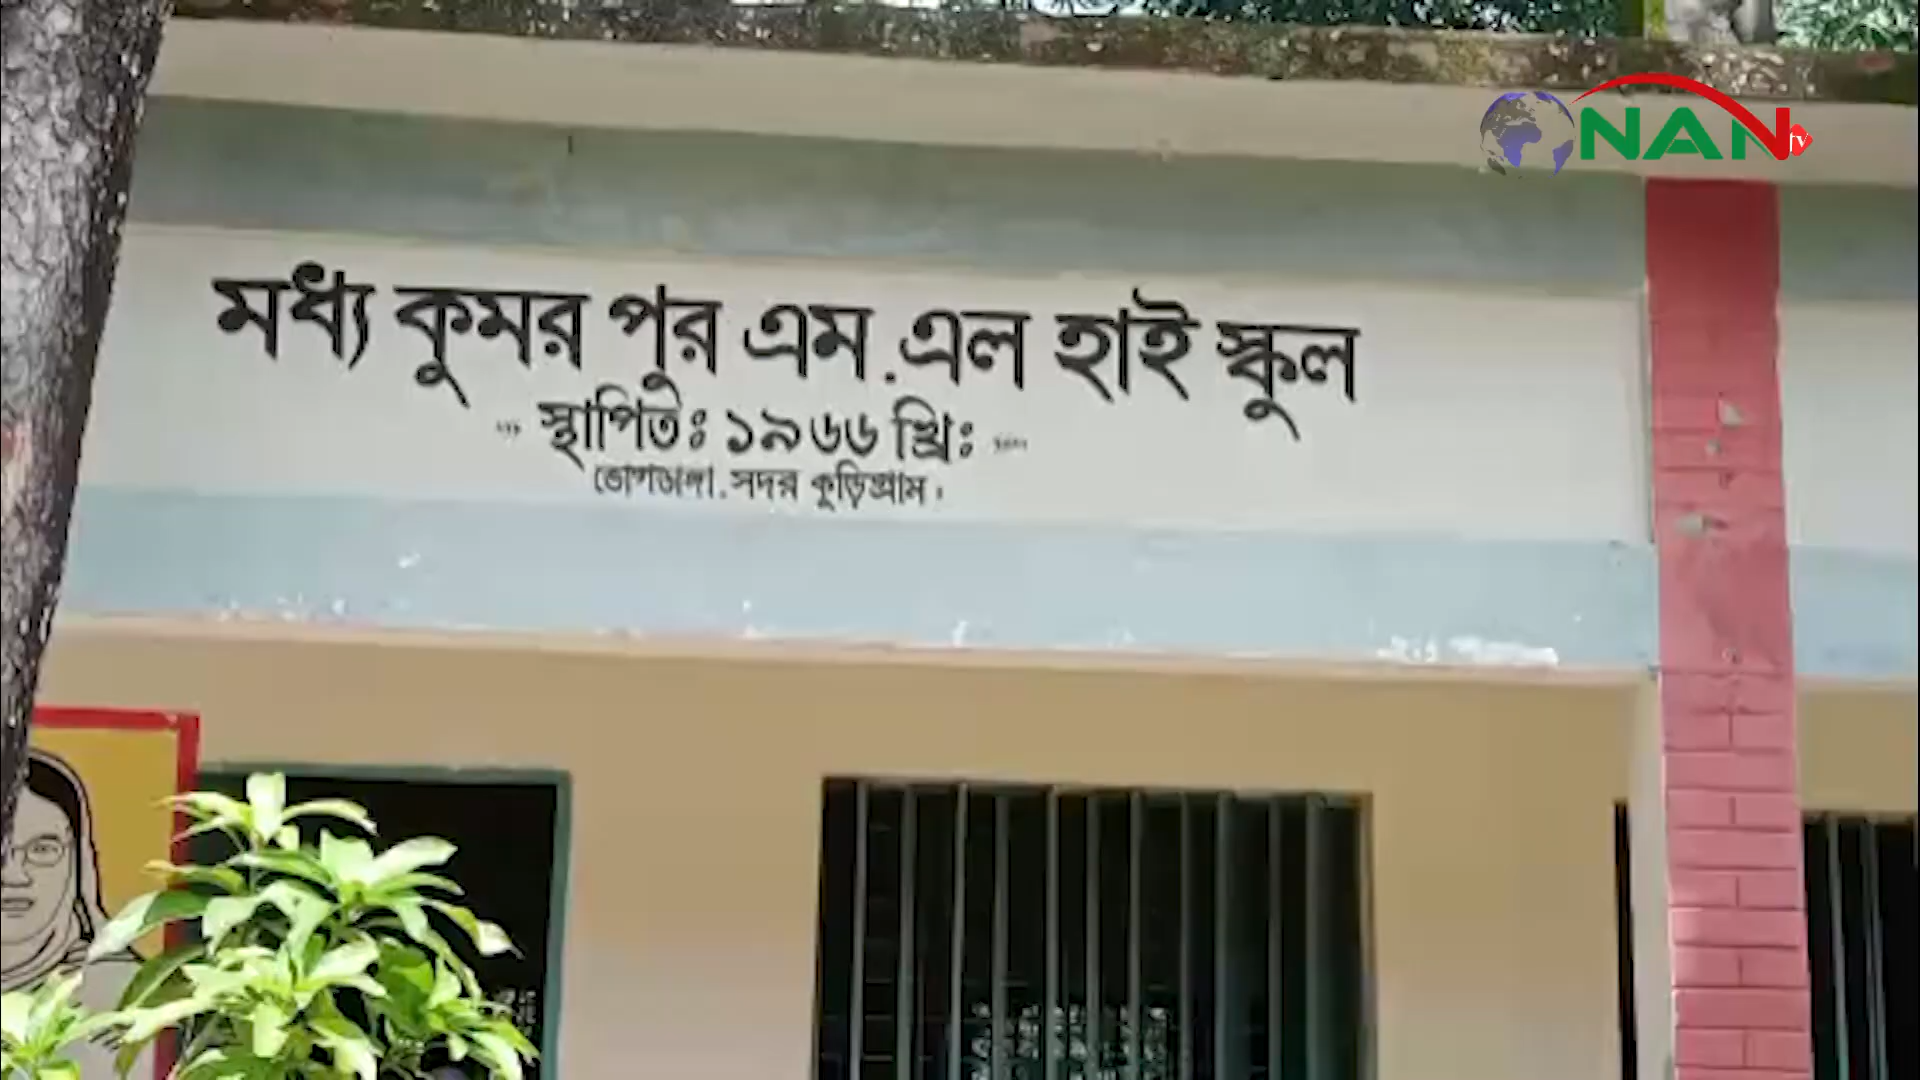 NAN tv
মধ্য কুমর পুর এম.এল হাই স্কুল
স্থাপিতঃ ১৯৬৬ খ্রিঃ
ভোগডাঙ্গা.সদর কুড়িগ্রাম।